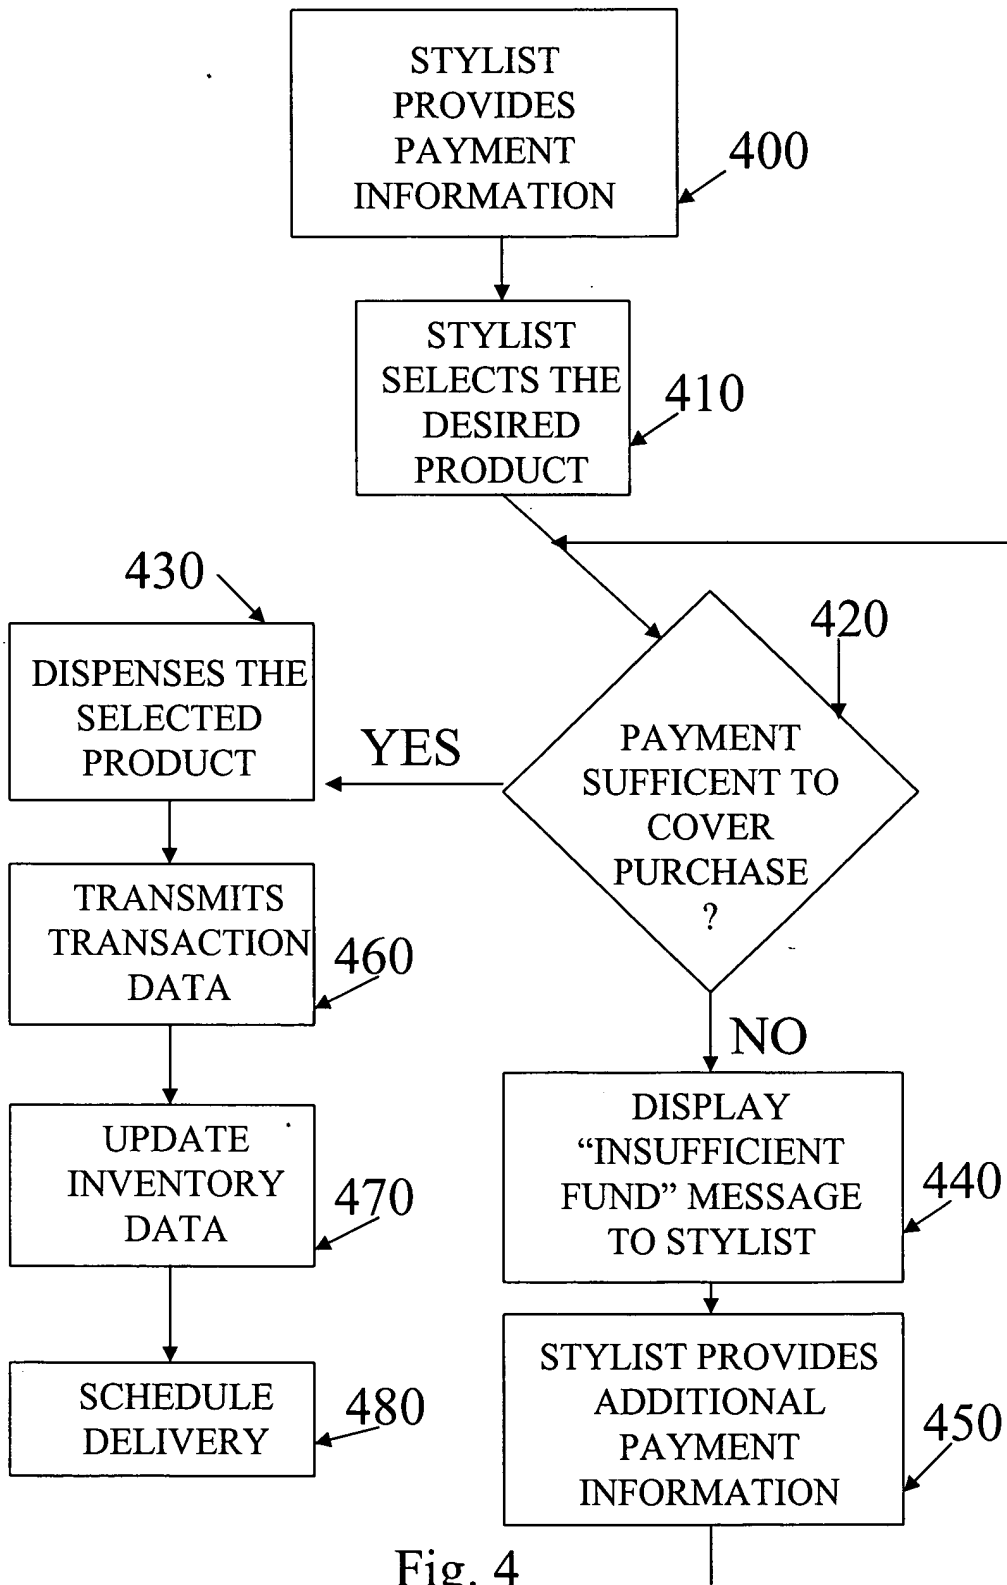 STYLIST
PROVIDES
PAYMENT
INFORMATION
400
STYLIST
SELECTS THE
DESIRED
PRODUCT
410
430
420
DISPENSES THE
SELECTED
PRODUCT
YES
PAYMENT
SUFFICENT TO
COVER
PURCHASE
?
TRANSMITS
TRANSACTION
DATA
460
NO
DISPLAY
“INSUFFICIENT
FUND” MESSAGE
TO STYLIST
440
UPDATE
INVENTORY
DATA
470
STYLIST PROVIDES
ADDITIONAL
PAYMENT
INFORMATION
450
SCHEDULE
DELIVERY
480
Fig. 4